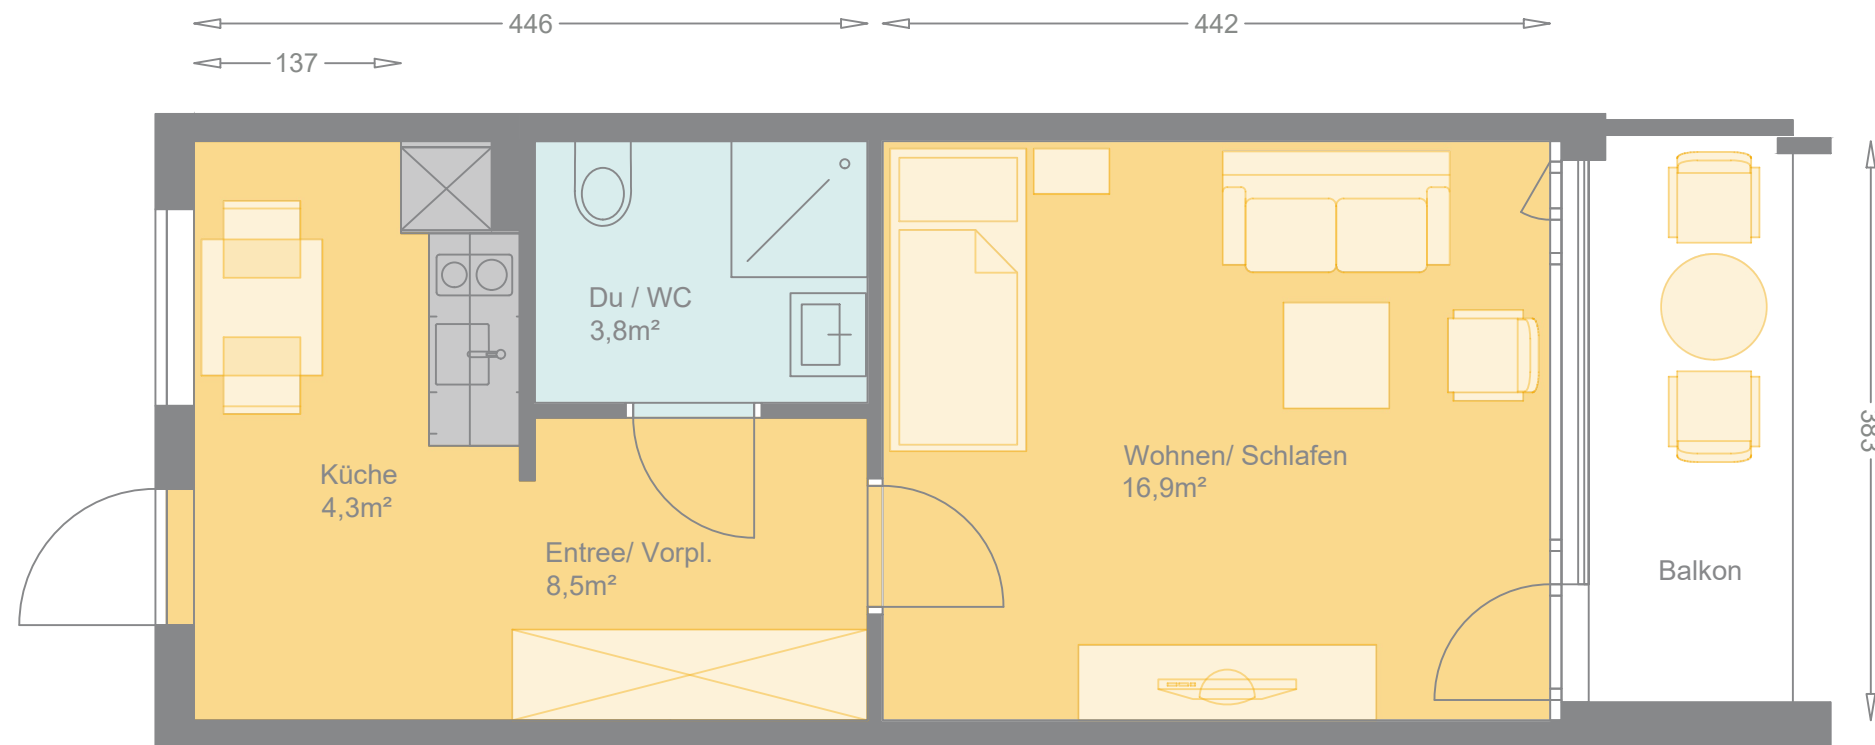 446
442
137
Du / WC
3,8m²
Küche
4,3m²
Entree/ Vorpl.
8,5m²
Wohnen/ Schlafen
16,9m²
Balkon
383